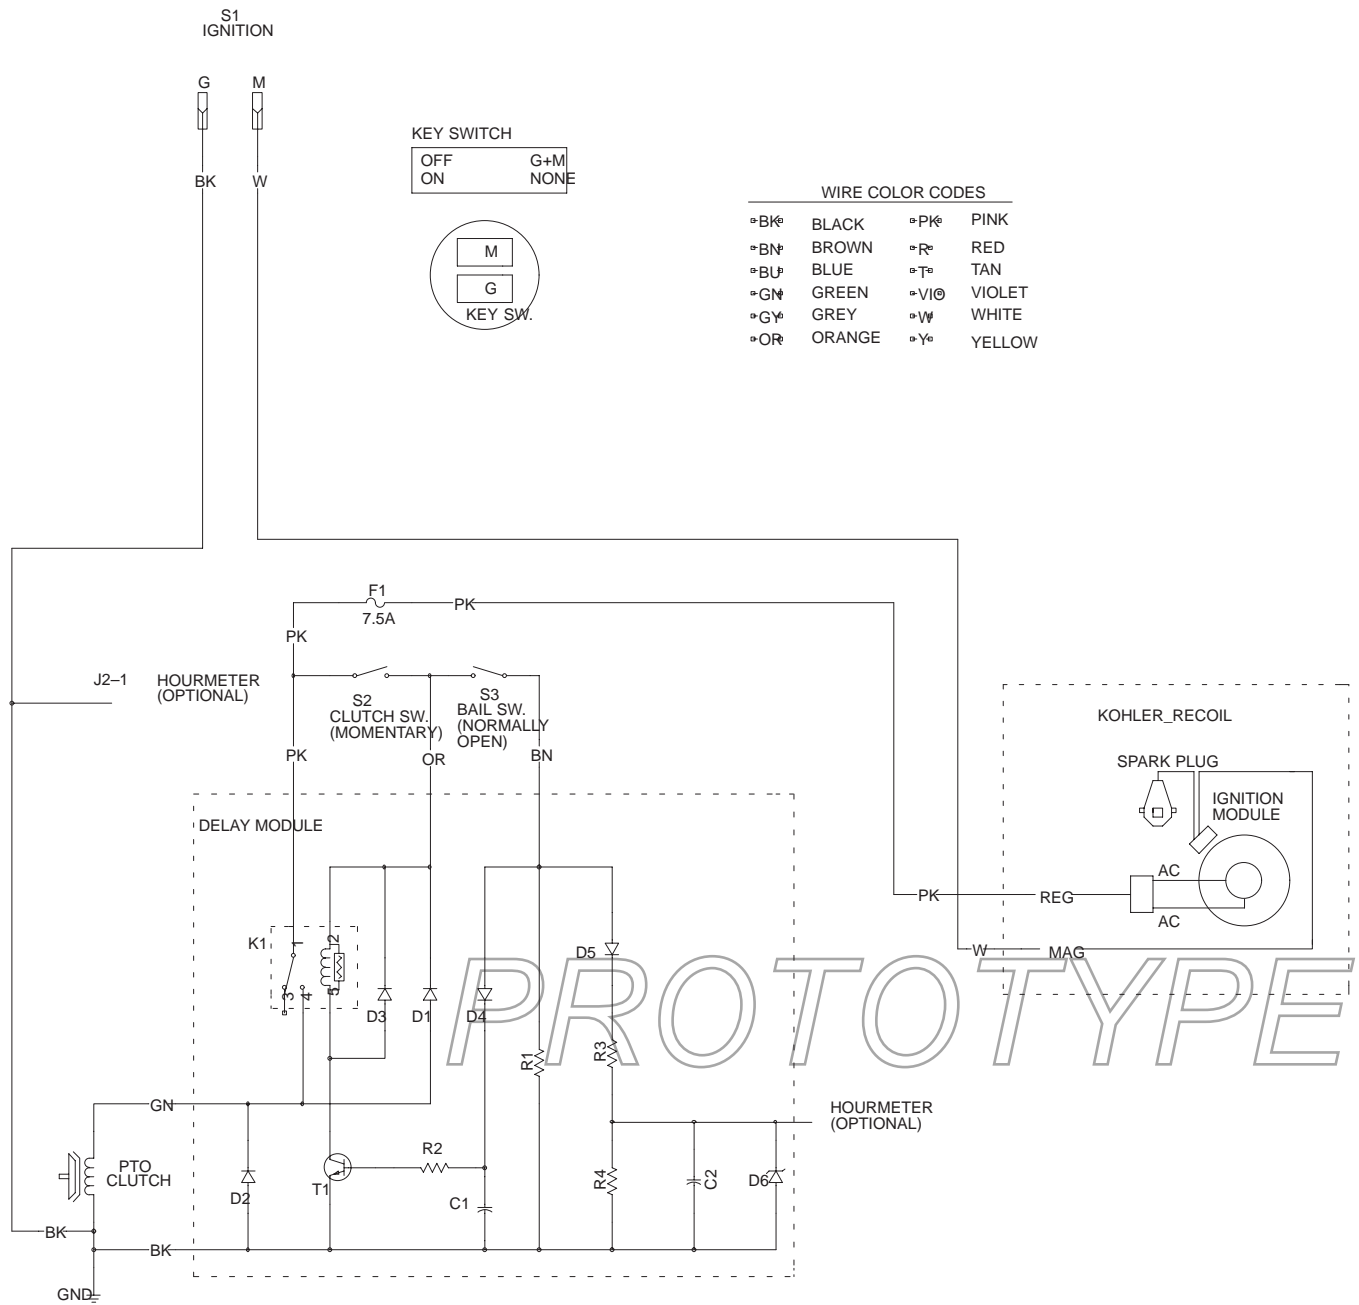 S1
IGNITION
G M
BK W
KEY SWITCH
OFF G+M
ON NONE
M
G
KEY SW.
WIRE COLOR CODES
BK BLACK PK PINK
BN BROWN R RED
BU BLUE T TAN
GN GREEN VIO VIOLET
GY GREY W WHITE
OR ORANGE Y YELLOW
F1
7.5A
PK
PK
J2–1 HOURMETER
(OPTIONAL)
S2
CLUTCH SW.
(MOMENTARY)
S3
BAIL SW.
(NORMALLY
OPEN)
PK OR BN
DELAY MODULE
KOHLER_RECOIL
SPARK PLUG
IGNITION
MODULE
AC
AC
PK REG
W MAG
K1 1 2
3 4 5
D3 D1 D4 D5
R1 R3
PROTOTYPE
GN
HOURMETER
(OPTIONAL)
PTO
CLUTCH
D2 T1 R2 C1 R4 C2 D6
BK
BK
GND